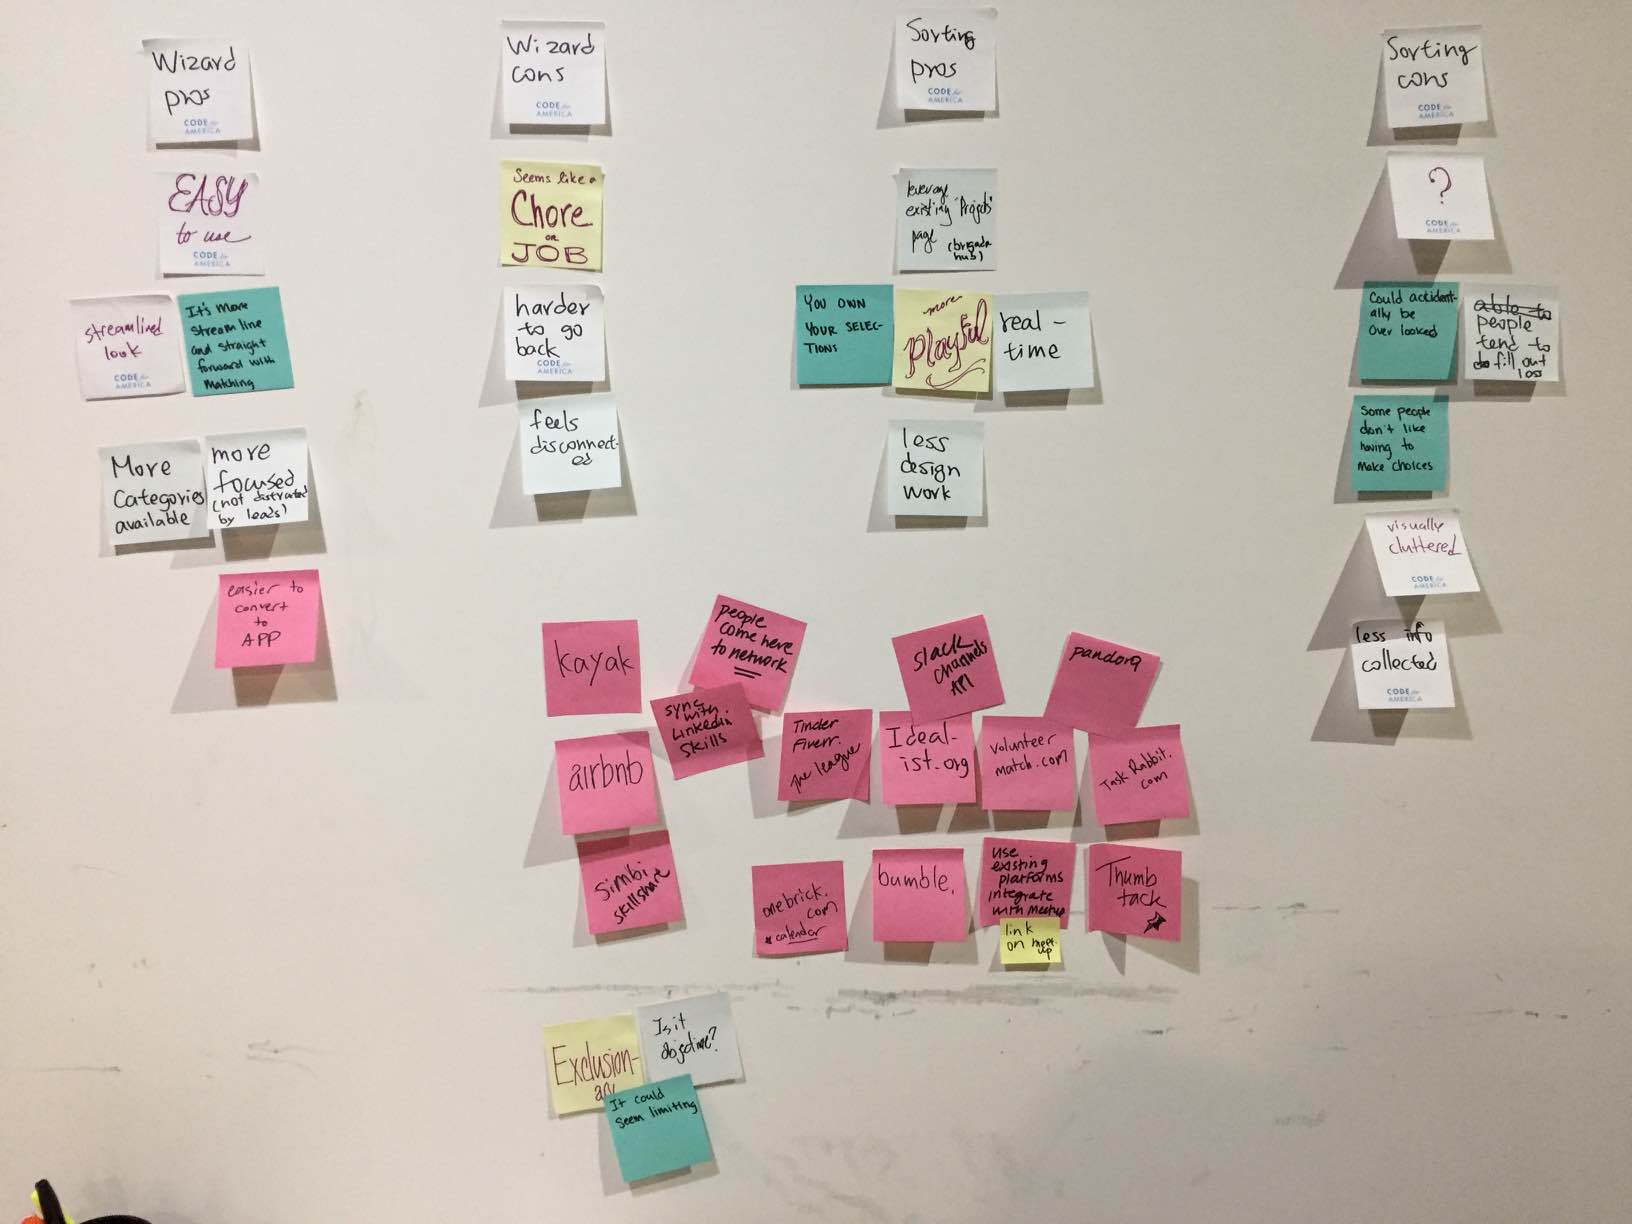 Wizard
pros
CODE for
AMERICA
EASY
to use
CODE for
AMERICA
streamlined
look
CODE for
AMERICA
It's more
streamline
and straight
forward with
matching
More
Categories
available
more
focused
(not distracted
by leads)
easier to
convert
to
APP
Wizard
cons
CODE for
AMERICA
Seems like a
Chore
or
JOB
harder
to go
back
CODE for
AMERICA
feels
disconnect-
ed
Sorting
pros
CODE for
AMERICA
leverage
existing 'Projects'
page
(brigade
hub)
YOU OWN
YOUR SELEC-
TIONS
more
playful
real-
time
less
design
work
Sorting
cons
CODE for
AMERICA
?
CODE for
AMERICA
Could accident-
ally be
overlooked
able to
people
tend to
do fill out
less
Some people
don't like
having to
make choices
visually
cluttered
CODE for
AMERICA
less info
collected
CODE for
AMERICA
kayak
people
come here
to network
slack
channels
API
pandora
sync
with
Linkedin
skills
airbnb
Tinder
Fiverr.
The league
Ideal-
ist.org
volunteer
match.com
Task Rabbit.
com
simbi
skillshare
onebrick.
com
* calendar
bumble.
use
existing
platforms
integrate
with Meetup
link
on meet-
up
Thumb
tack
Exclusion-
ary
Is it
objective?
It could
seem limiting